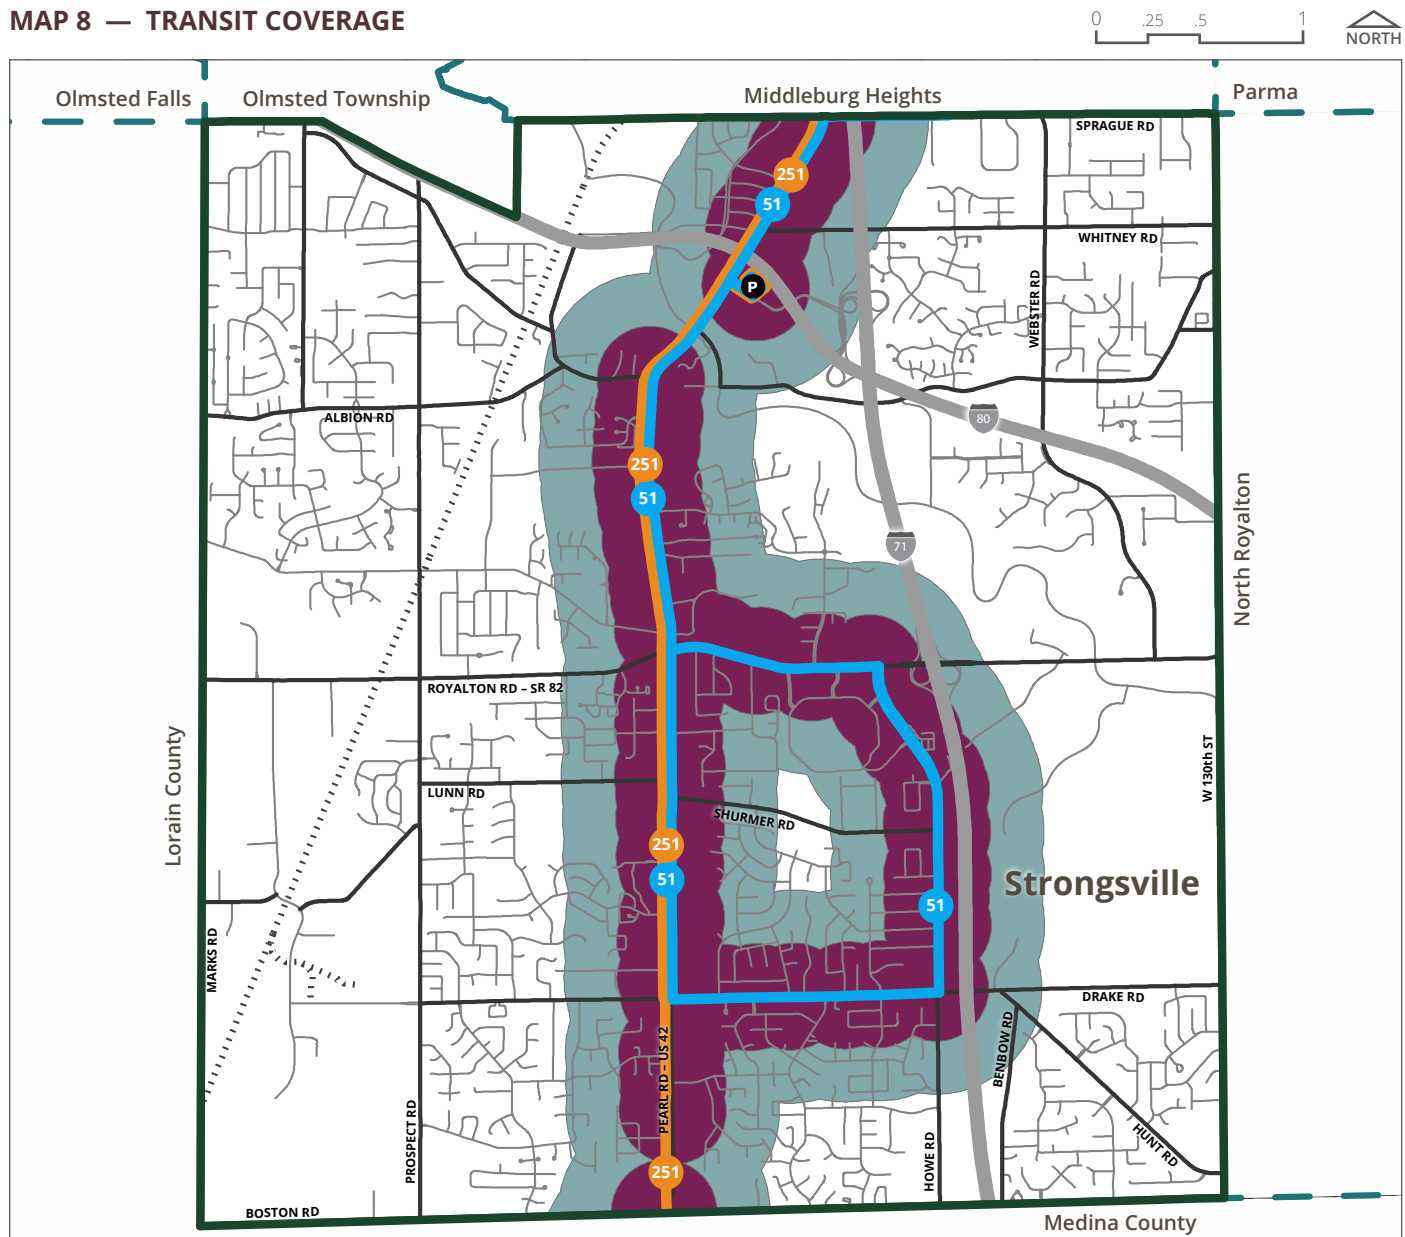 MAP 8 — TRANSIT COVERAGE
0 .25 .5 1
NORTH
Olmsted Falls
Olmsted Township
Middleburg Heights
Parma
SPRAGUE RD
251
51
WHITNEY RD
WEBSTER RD
P
ALBION RD
80
251
51
71
North Royalton
ROYALTON RD – SR 82
W 130th ST
Lorain County
LUNN RD
SHURMER RD
251
51
Strongsville
51
MARKS RD
DRAKE RD
BENBOW RD
PEARL RD – US 42
PROSPECT RD
HOWE RD
HUNT RD
251
BOSTON RD
Medina County